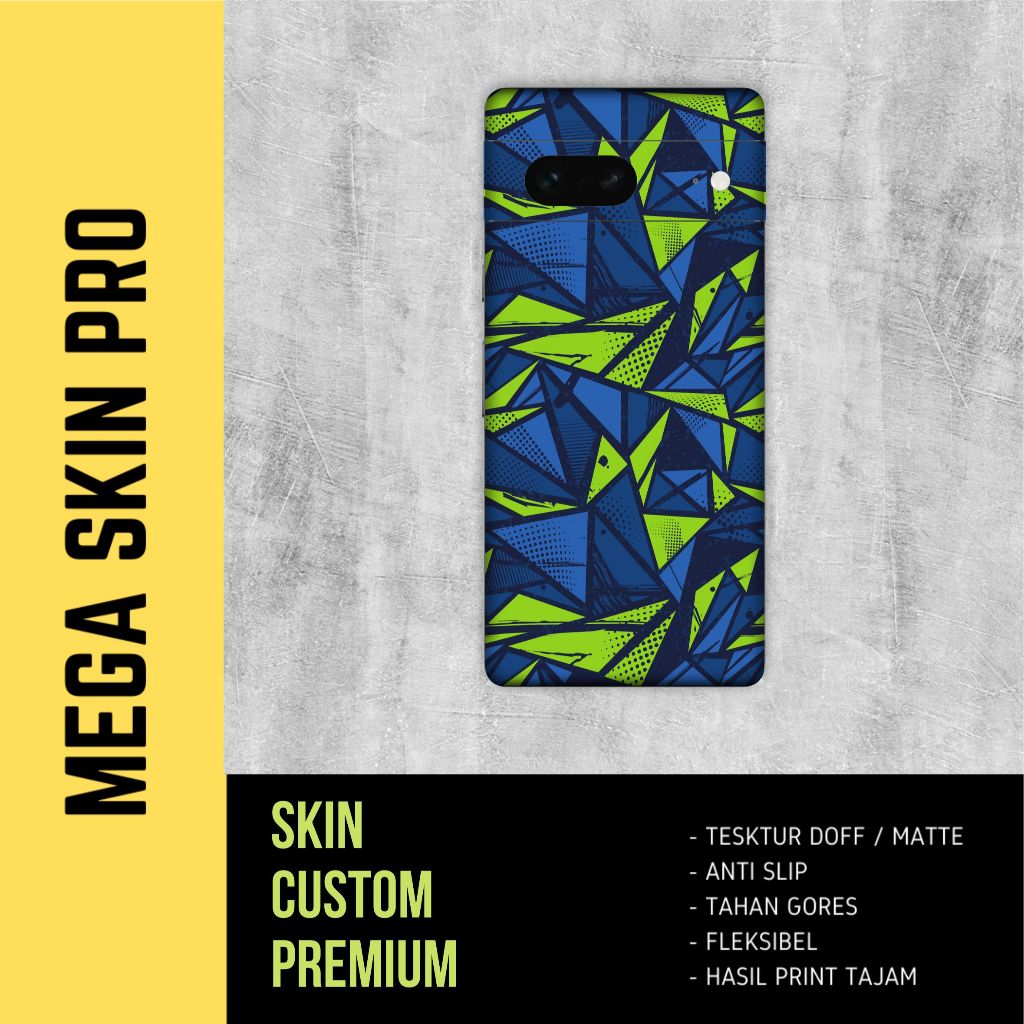 MEGA SKIN PRO
SKIN
CUSTOM
PREMIUM
- TESKTUR DOFF / MATTE
- ANTI SLIP
- TAHAN GORES
- FLEKSIBEL
- HASIL PRINT TAJAM